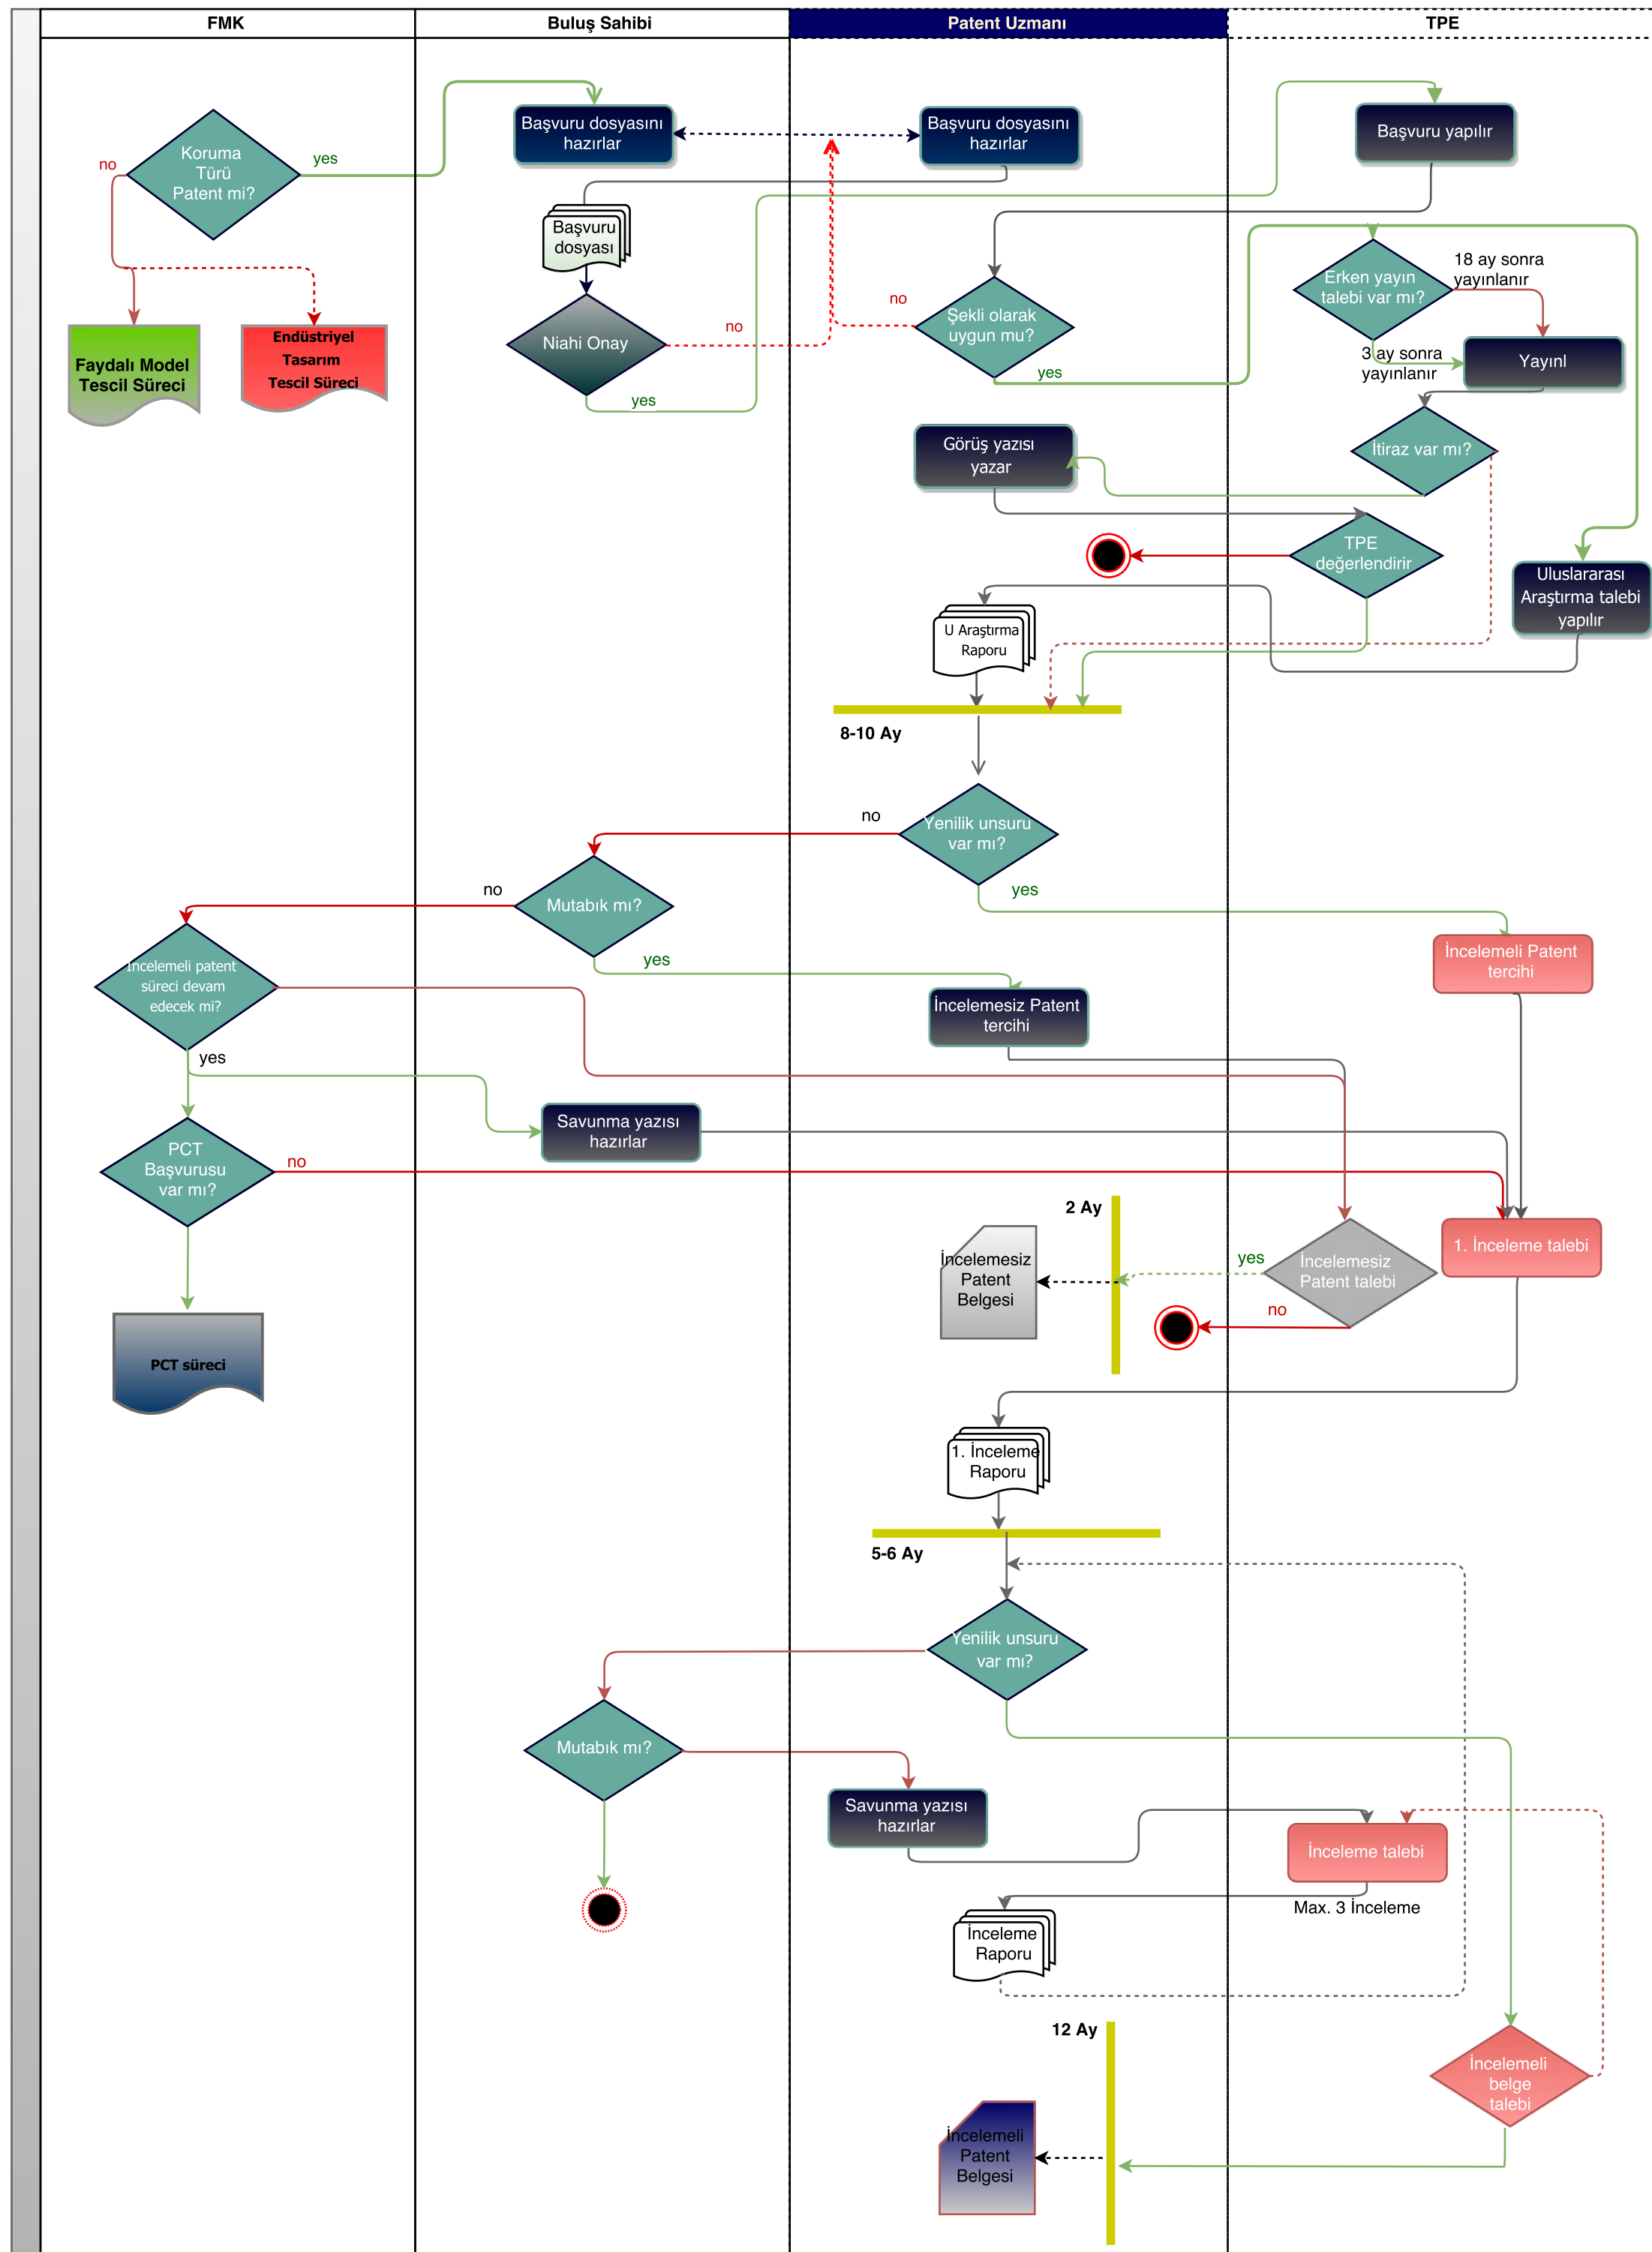 FMK
Buluş Sahibi
Patent Uzmanı
TPE
Koruma
Türü
Patent mi?
no
yes
Başvuru dosyasını
hazırlar
Başvuru dosyasını
hazırlar
Başvuru yapılır
Başvuru
dosyası
Niahi Onay
no
yes
Şekli olarak
uygun mu?
no
yes
Erken yayın
talebi var mı?
18 ay sonra
yayınlanır
3 ay sonra
yayınlanır
Yayınl
Faydalı Model
Tescil Süreci
Endüstriyel
Tasarım
Tescil Süreci
Görüş yazısı
yazar
İtiraz var mı?
TPE
değerlendirir
Uluslararası
Araştırma talebi
yapılır
U Araştırma
Raporu
8-10 Ay
Yenilik unsuru
var mı?
no
yes
Mutabık mı?
no
yes
İncelemeli Patent
tercihi
İncelemeli patent
süreci devam
edecek mi?
yes
İncelemesiz Patent
tercihi
Savunma yazısı
hazırlar
PCT
Başvurusu
var mı?
no
2 Ay
İncelemesiz
Patent
Belgesi
yes
İncelemesiz
Patent talebi
no
1. İnceleme talebi
PCT süreci
1. İnceleme
Raporu
5-6 Ay
Yenilik unsuru
var mı?
Mutabık mı?
Savunma yazısı
hazırlar
İnceleme talebi
Max. 3 İnceleme
İnceleme
Raporu
12 Ay
İncelemeli
belge
talebi
İncelemeli
Patent
Belgesi